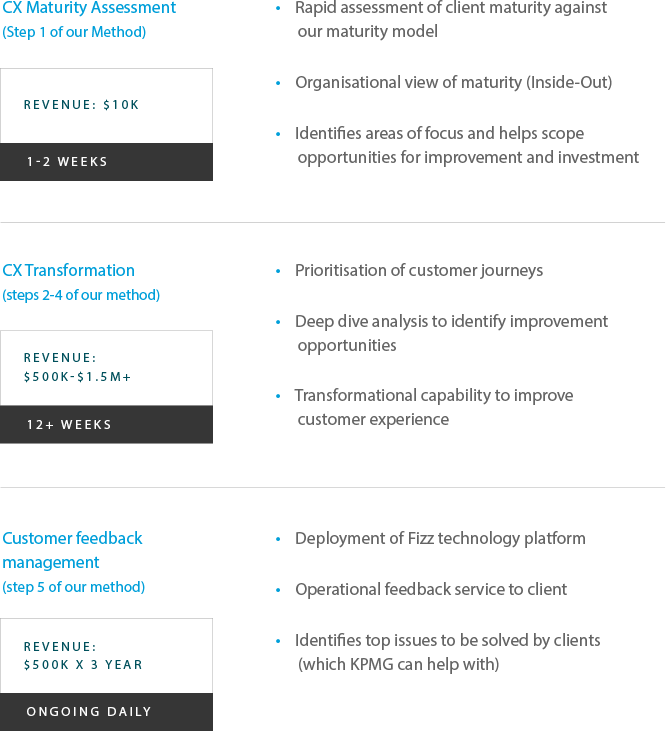 CX Maturity Assessment
(Step 1 of our Method)
REVENUE: $10K
1-2 WEEKS
• Rapid assessment of client maturity against
our maturity model
• Organisational view of maturity (Inside-Out)
• Identifies areas of focus and helps scope
opportunities for improvement and investment
CX Transformation
(steps 2-4 of our method)
REVENUE:
$500K-$1.5M+
12+ WEEKS
• Prioritisation of customer journeys
• Deep dive analysis to identify improvement
opportunities
• Transformational capability to improve
customer experience
Customer feedback
management
(step 5 of our method)
REVENUE:
$500K X 3 YEAR
ONGOING DAILY
• Deployment of Fizz technology platform
• Operational feedback service to client
• Identifies top issues to be solved by clients
(which KPMG can help with)